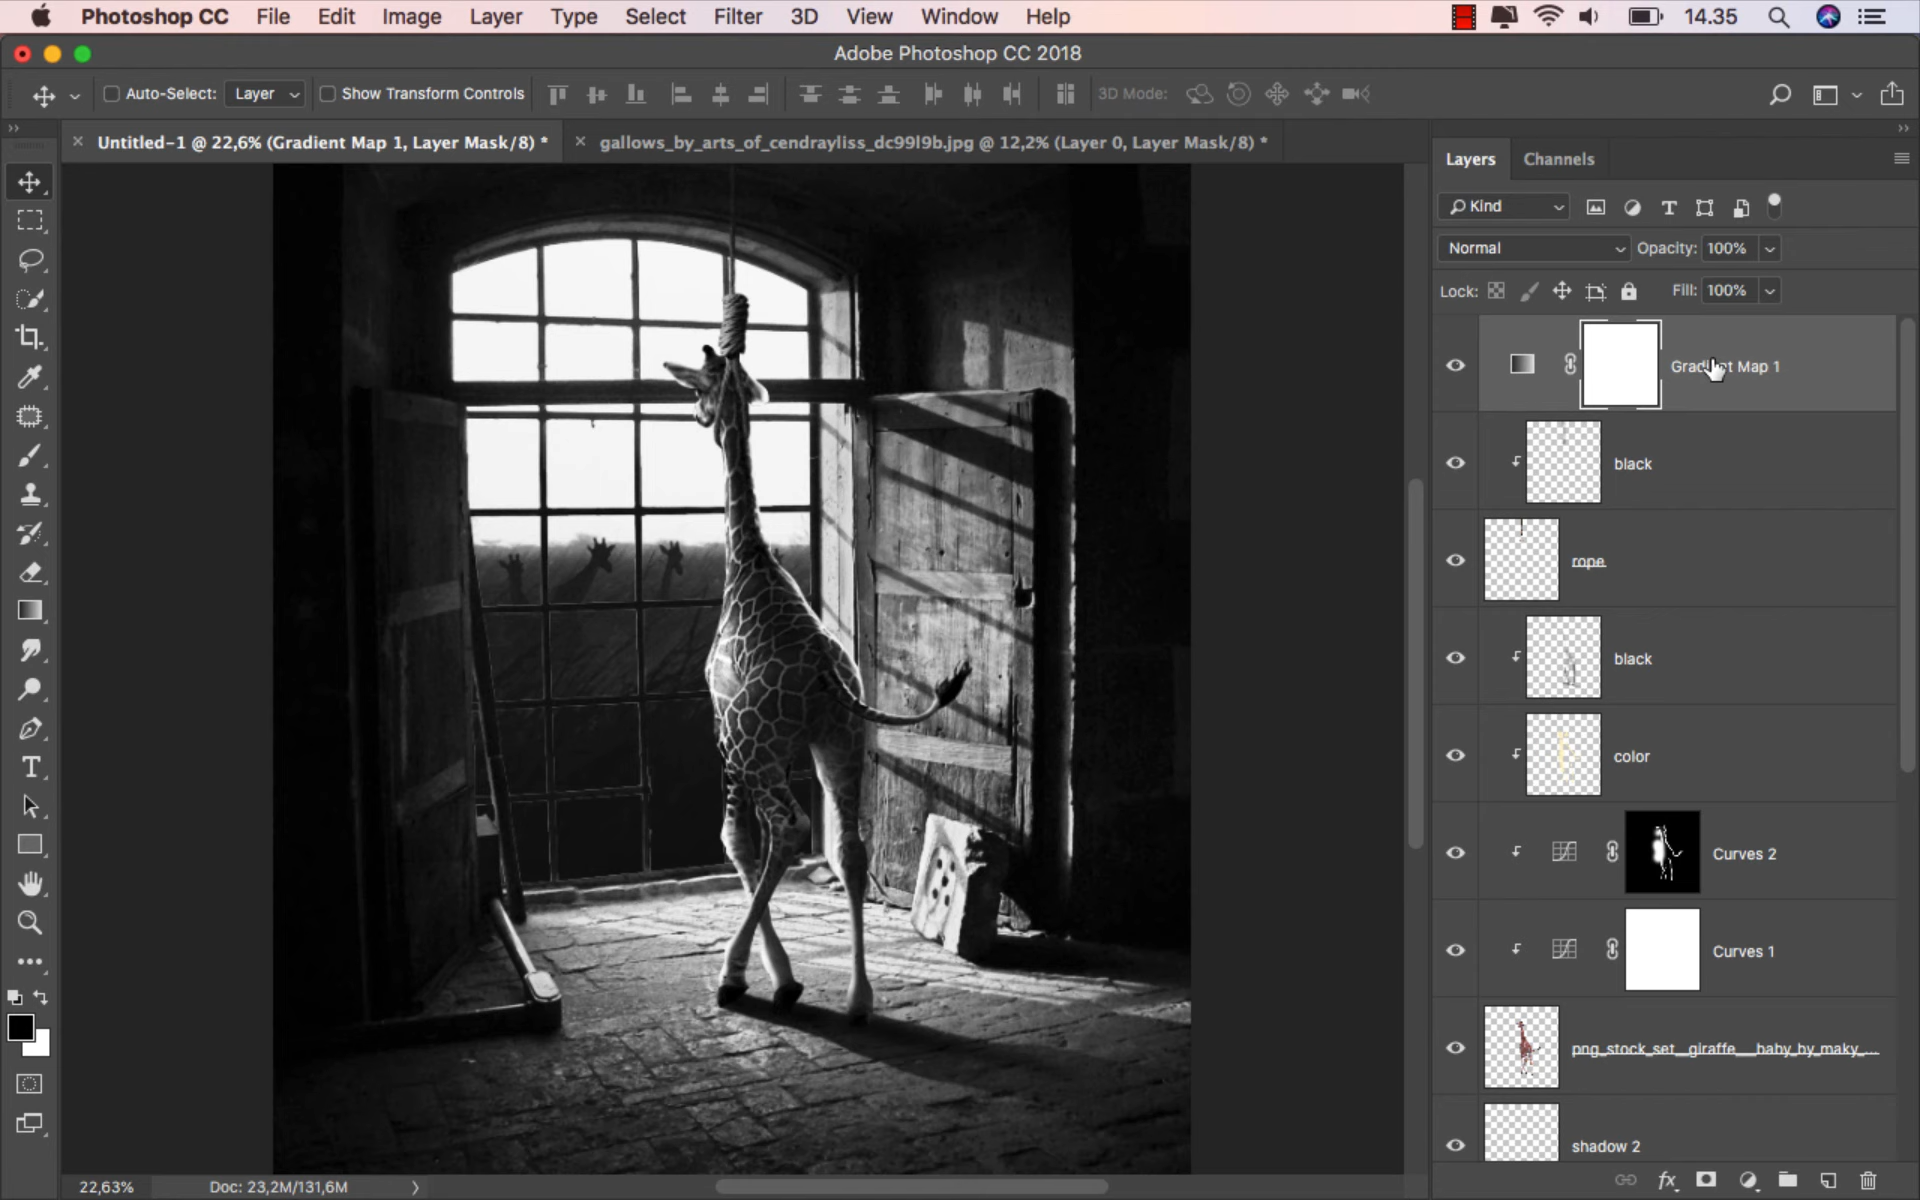 Photoshop CC File Edit Image Layer Type Select Filter 3D View Window Help 14.35
Adobe Photoshop CC 2018
Auto-Select: Layer Show Transform Controls 3D Mode:
Untitled-1 @ 22,6% (Gradient Map 1, Layer Mask/8) * gallows_by_arts_of_cendrayliss_dc99l9b.jpg @ 12,2% (Layer 0, Layer Mask/8) *
Layers Channels
Kind
Normal Opacity: 100%
Lock: Fill: 100%
Gradient Map 1
black
rope
black
color
Curves 2
Curves 1
png_stock_set__giraffe___baby_by_maky_...
shadow 2
22,63% Doc: 23,2M/131,6M